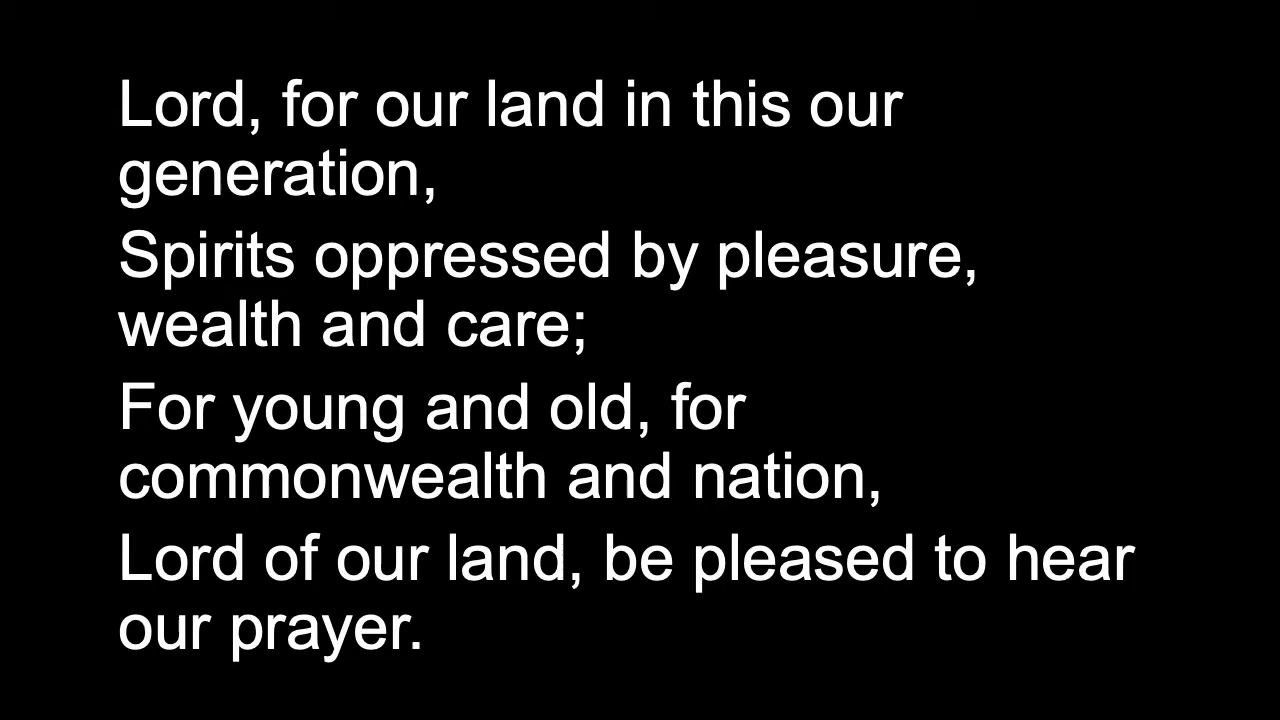 Lord, for our land in this our
generation,
Spirits oppressed by pleasure,
wealth and care;
For young and old, for
commonwealth and nation,
Lord of our land, be pleased to hear
our prayer.